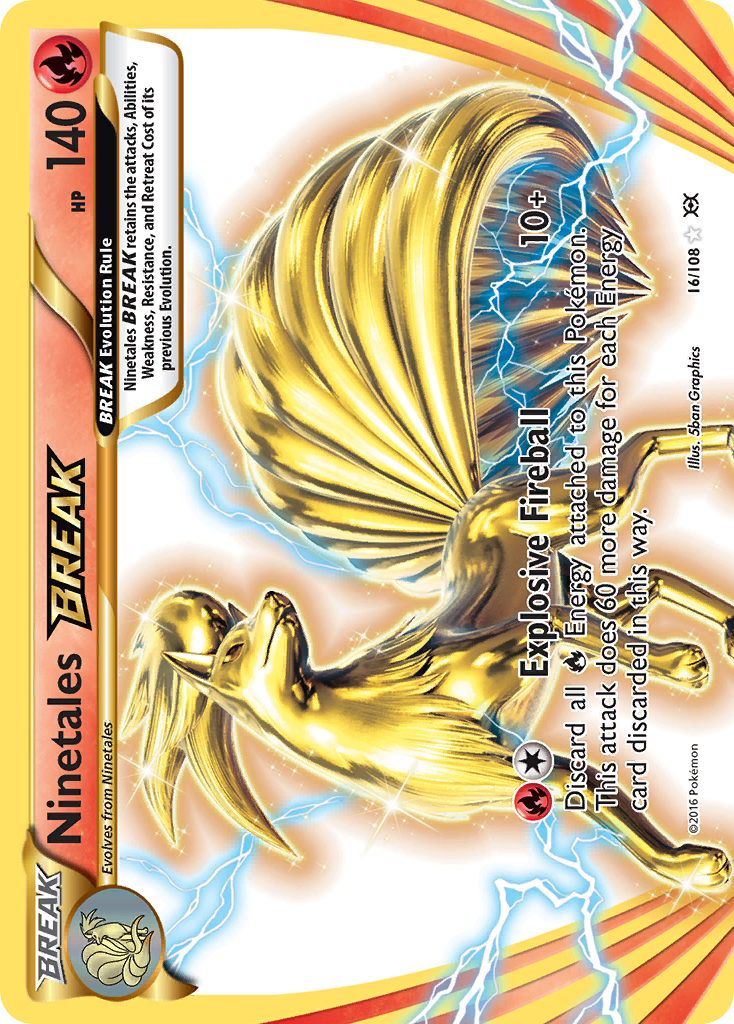 BREAK
Ninetales BREAK
HP 140
Evolves from Ninetales
BREAK Evolution Rule
Ninetales BREAK retains the attacks, Abilities,
Weakness, Resistance, and Retreat Cost of its
previous Evolution.
Explosive Fireball 10+
Discard all Energy attached to this Pokémon.
This attack does 60 more damage for each Energy
card discarded in this way.
©2016 Pokémon
Illus. 5ban Graphics
16/108